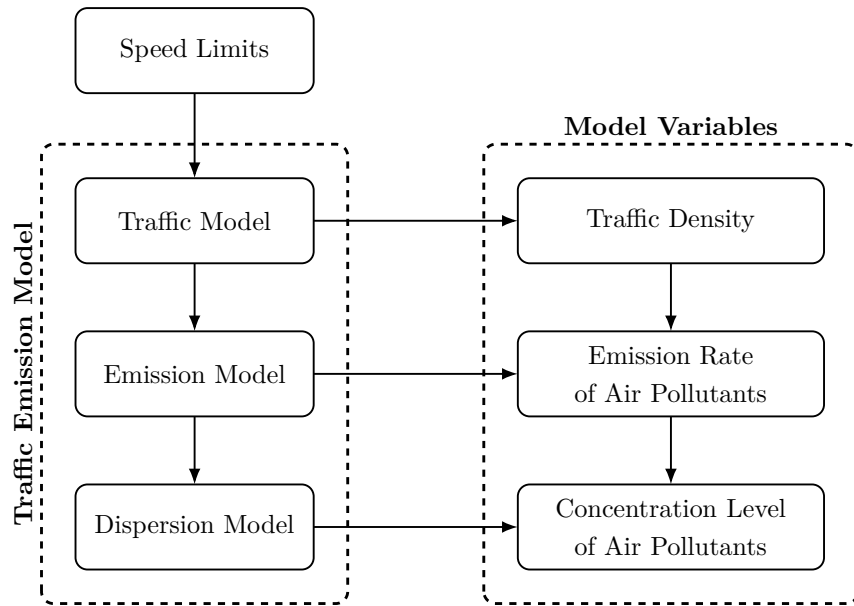 Speed Limits
Model Variables
Traffic Emission Model
Traffic Model
Traffic Density
Emission Model
Emission Rate
of Air Pollutants
Dispersion Model
Concentration Level
of Air Pollutants